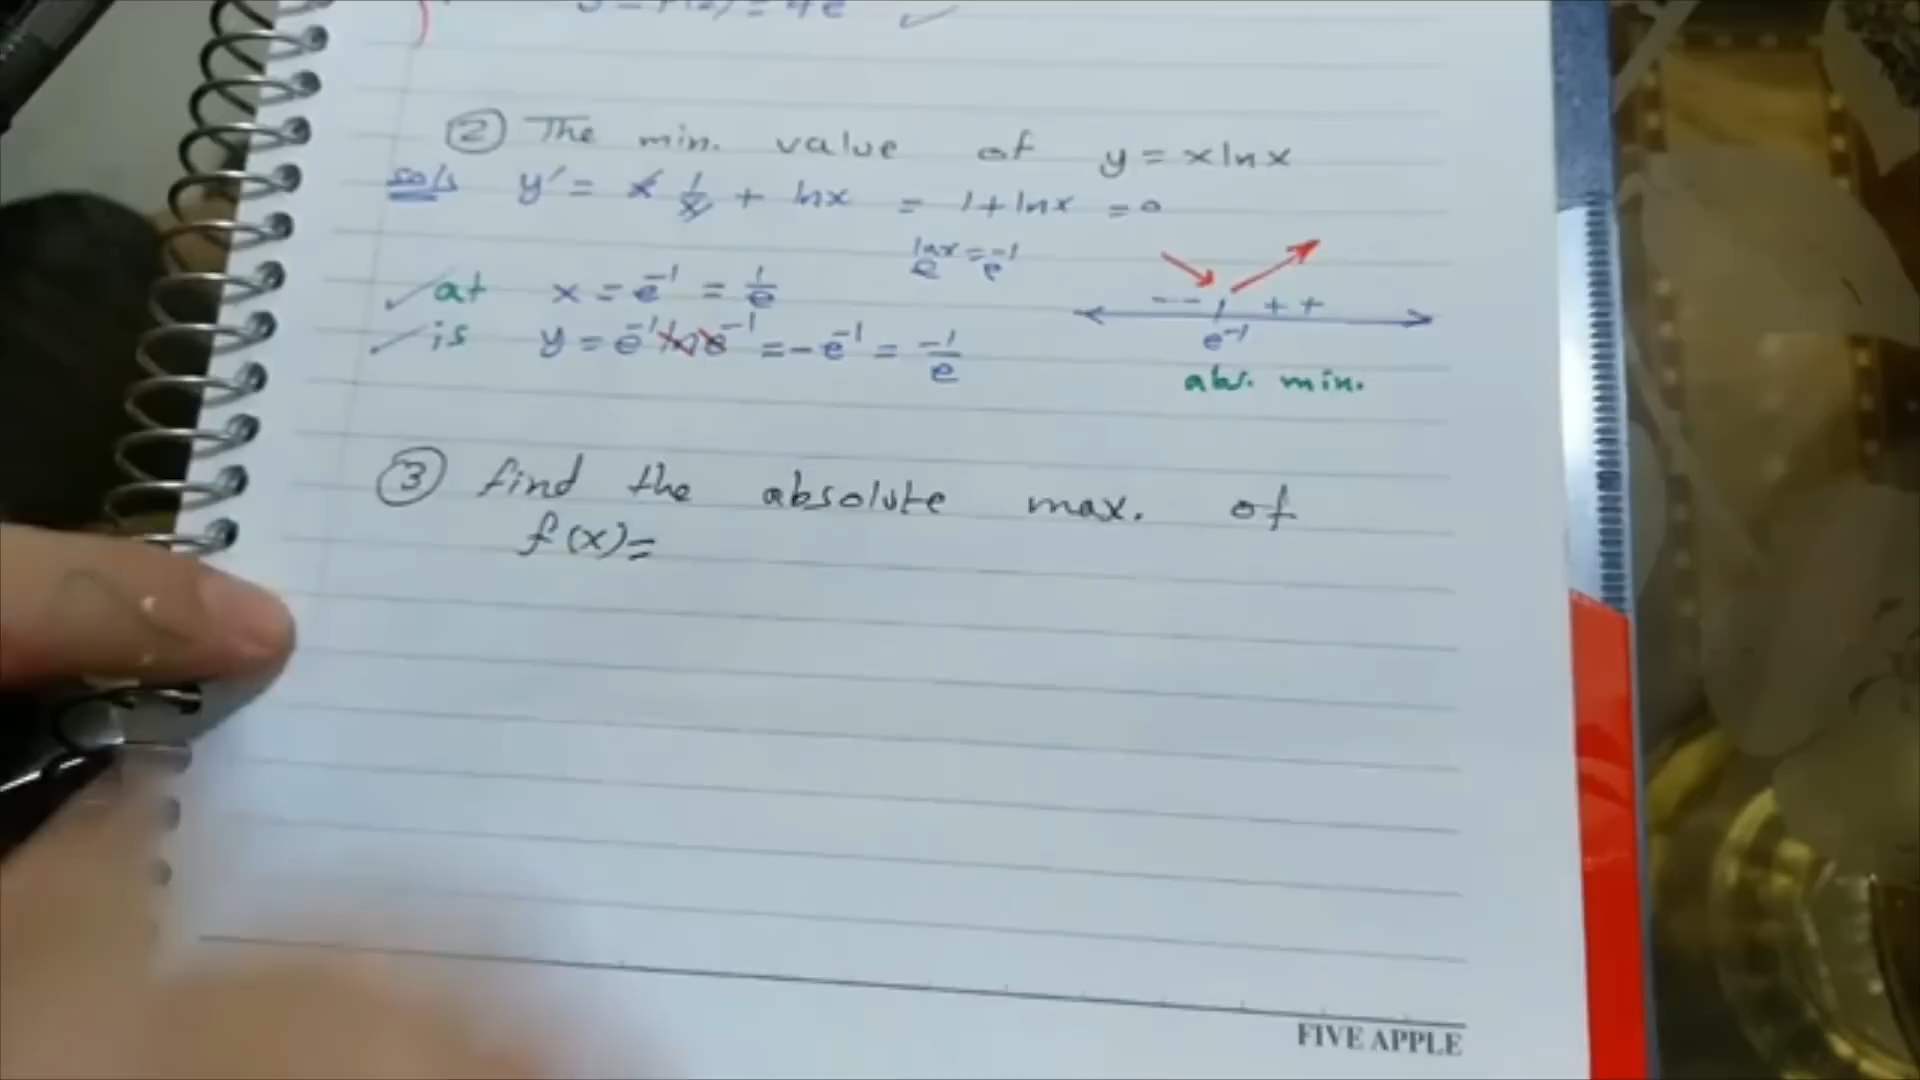 ② The min. value of y = x ln x
sol: y' = x 1/x + ln x = 1 + ln x = 0
e^ln x = e^-1
✓ at x = e^-1 = 1/e
-- ++
✓ is y = e^-1 ln e^-1 = -e^-1 = -1/e
e^-1
abs. min.
③ find the absolute max. of
f(x)=
FIVE APPLE